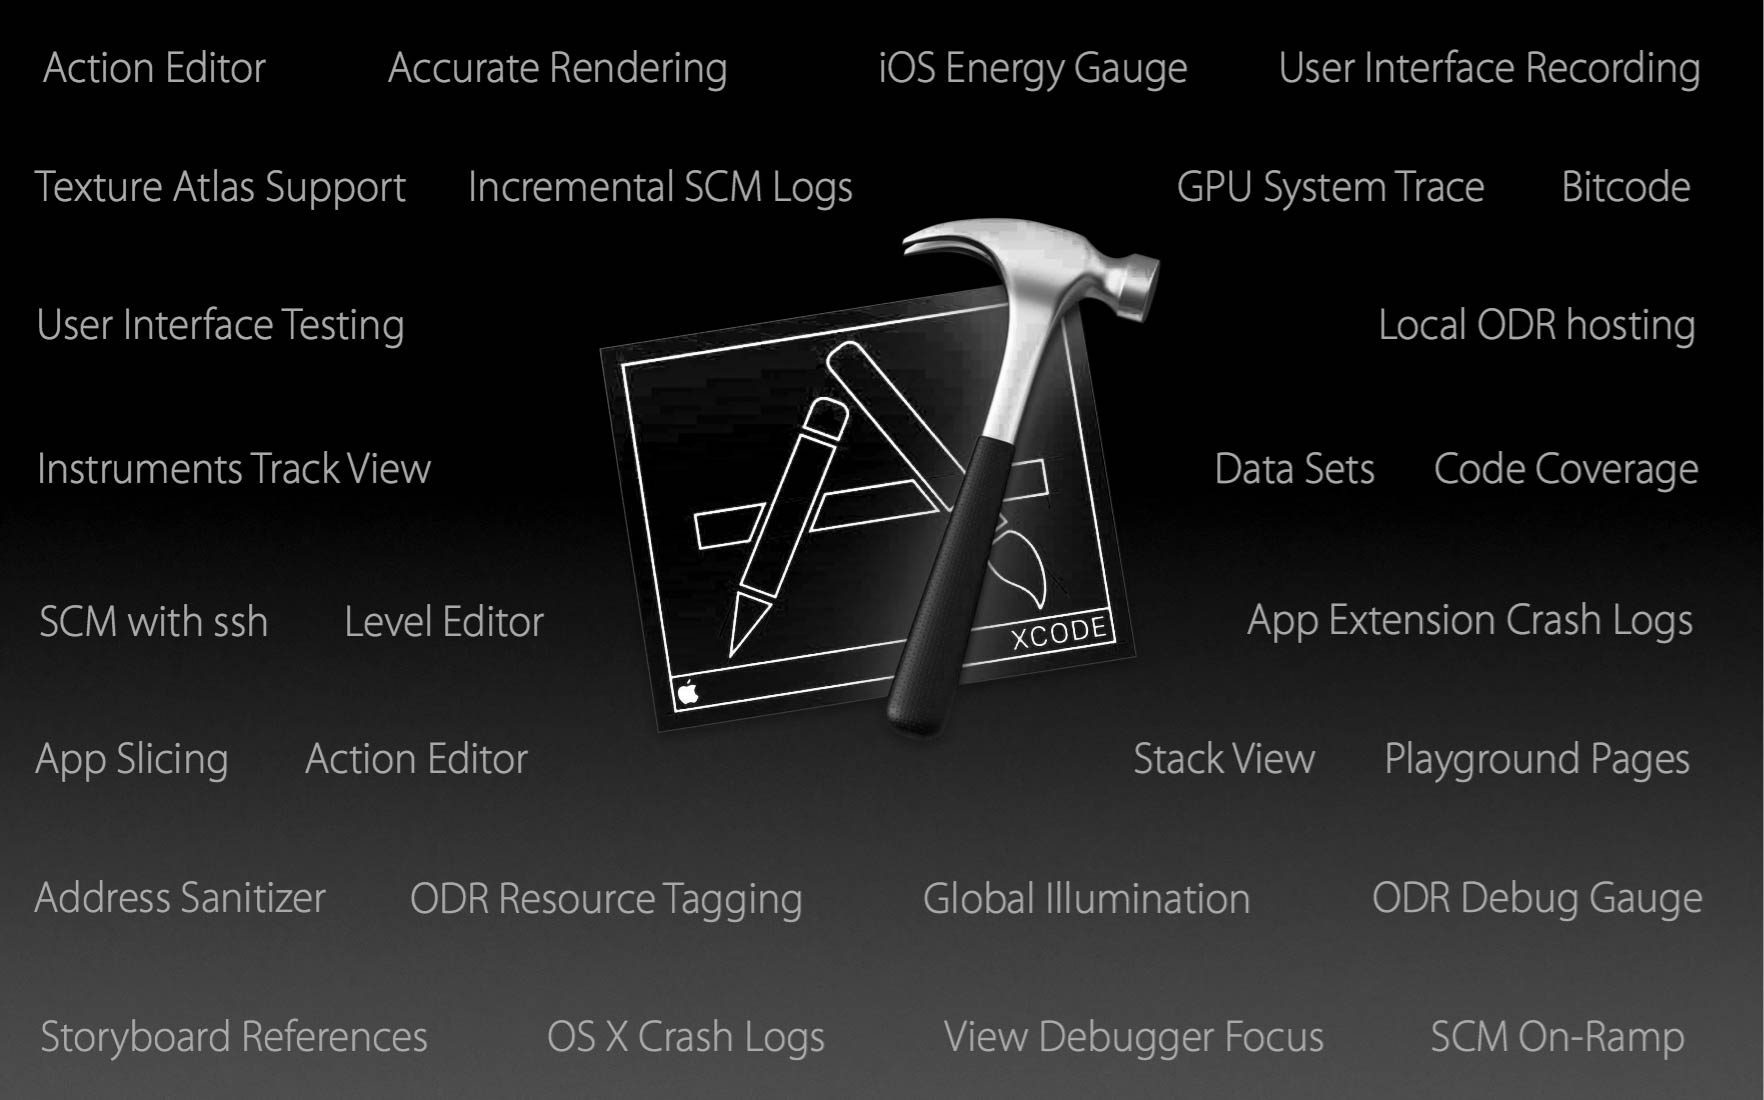 Action Editor Accurate Rendering iOS Energy Gauge User Interface Recording
Texture Atlas Support Incremental SCM Logs GPU System Trace Bitcode
User Interface Testing Local ODR hosting
Instruments Track View Data Sets Code Coverage
SCM with ssh Level Editor App Extension Crash Logs
XCODE
App Slicing Action Editor Stack View Playground Pages
Address Sanitizer ODR Resource Tagging Global Illumination ODR Debug Gauge
Storyboard References OS X Crash Logs View Debugger Focus SCM On-Ramp